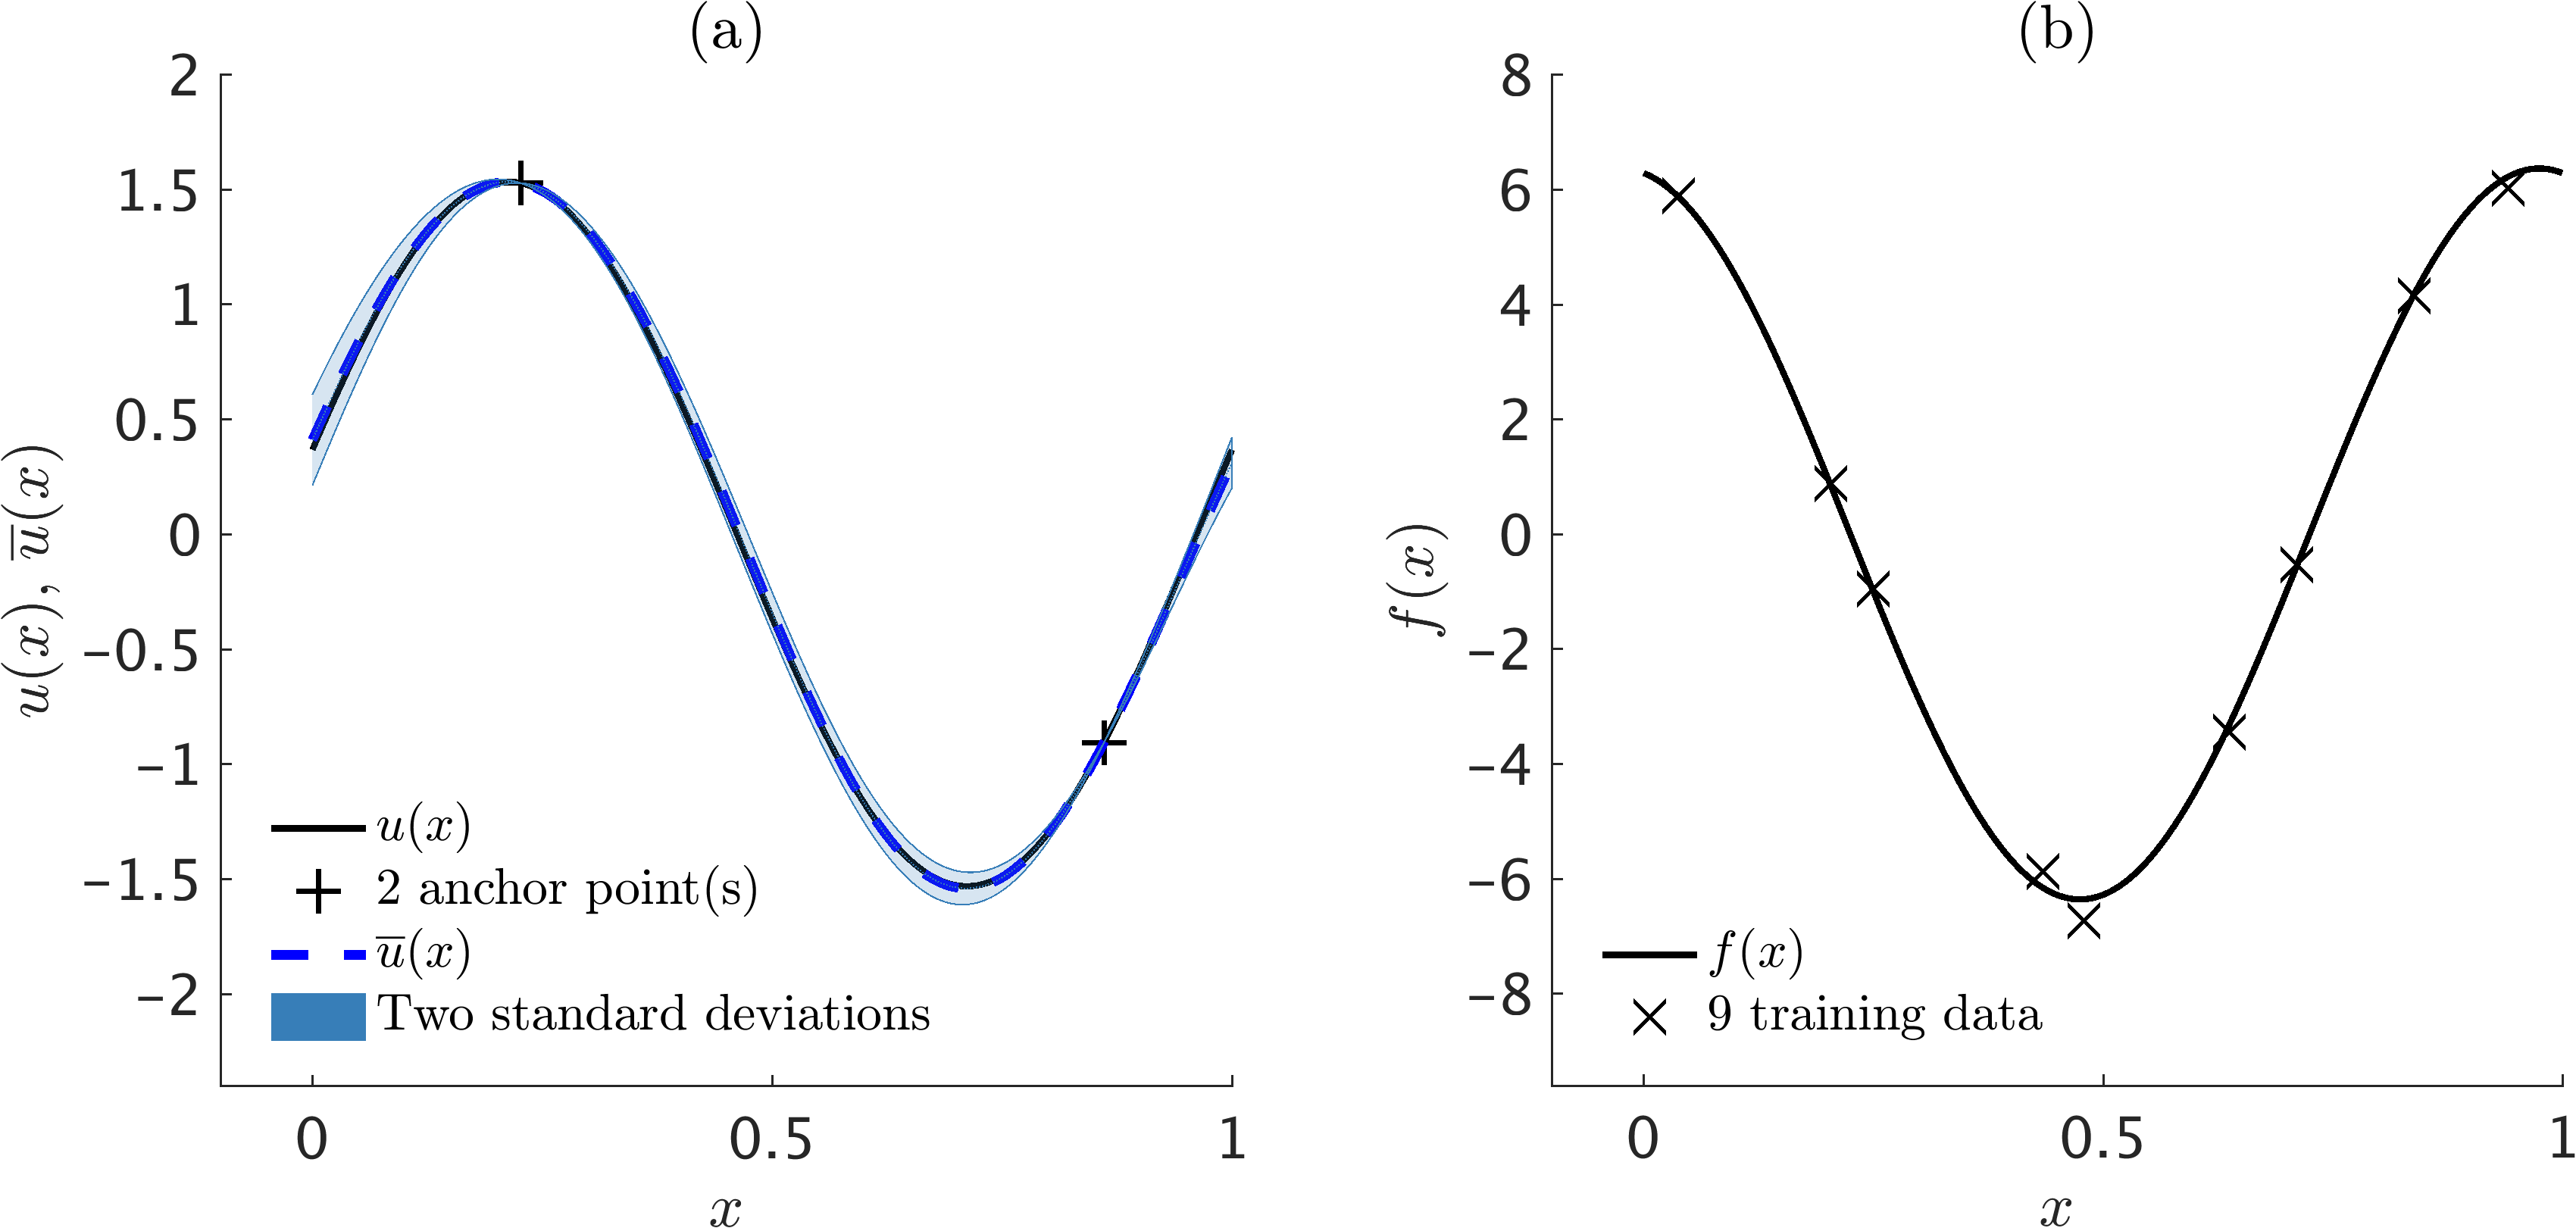 (a)
2
1.5
1
0.5
0
−0.5
−1
−1.5
−2
u(x), u̅(x)
u(x)
2 anchor point(s)
u̅(x)
Two standard deviations
0 0.5 1
x
(b)
8
6
4
2
0
−2
−4
−6
−8
f(x)
f(x)
9 training data
0 0.5 1
x